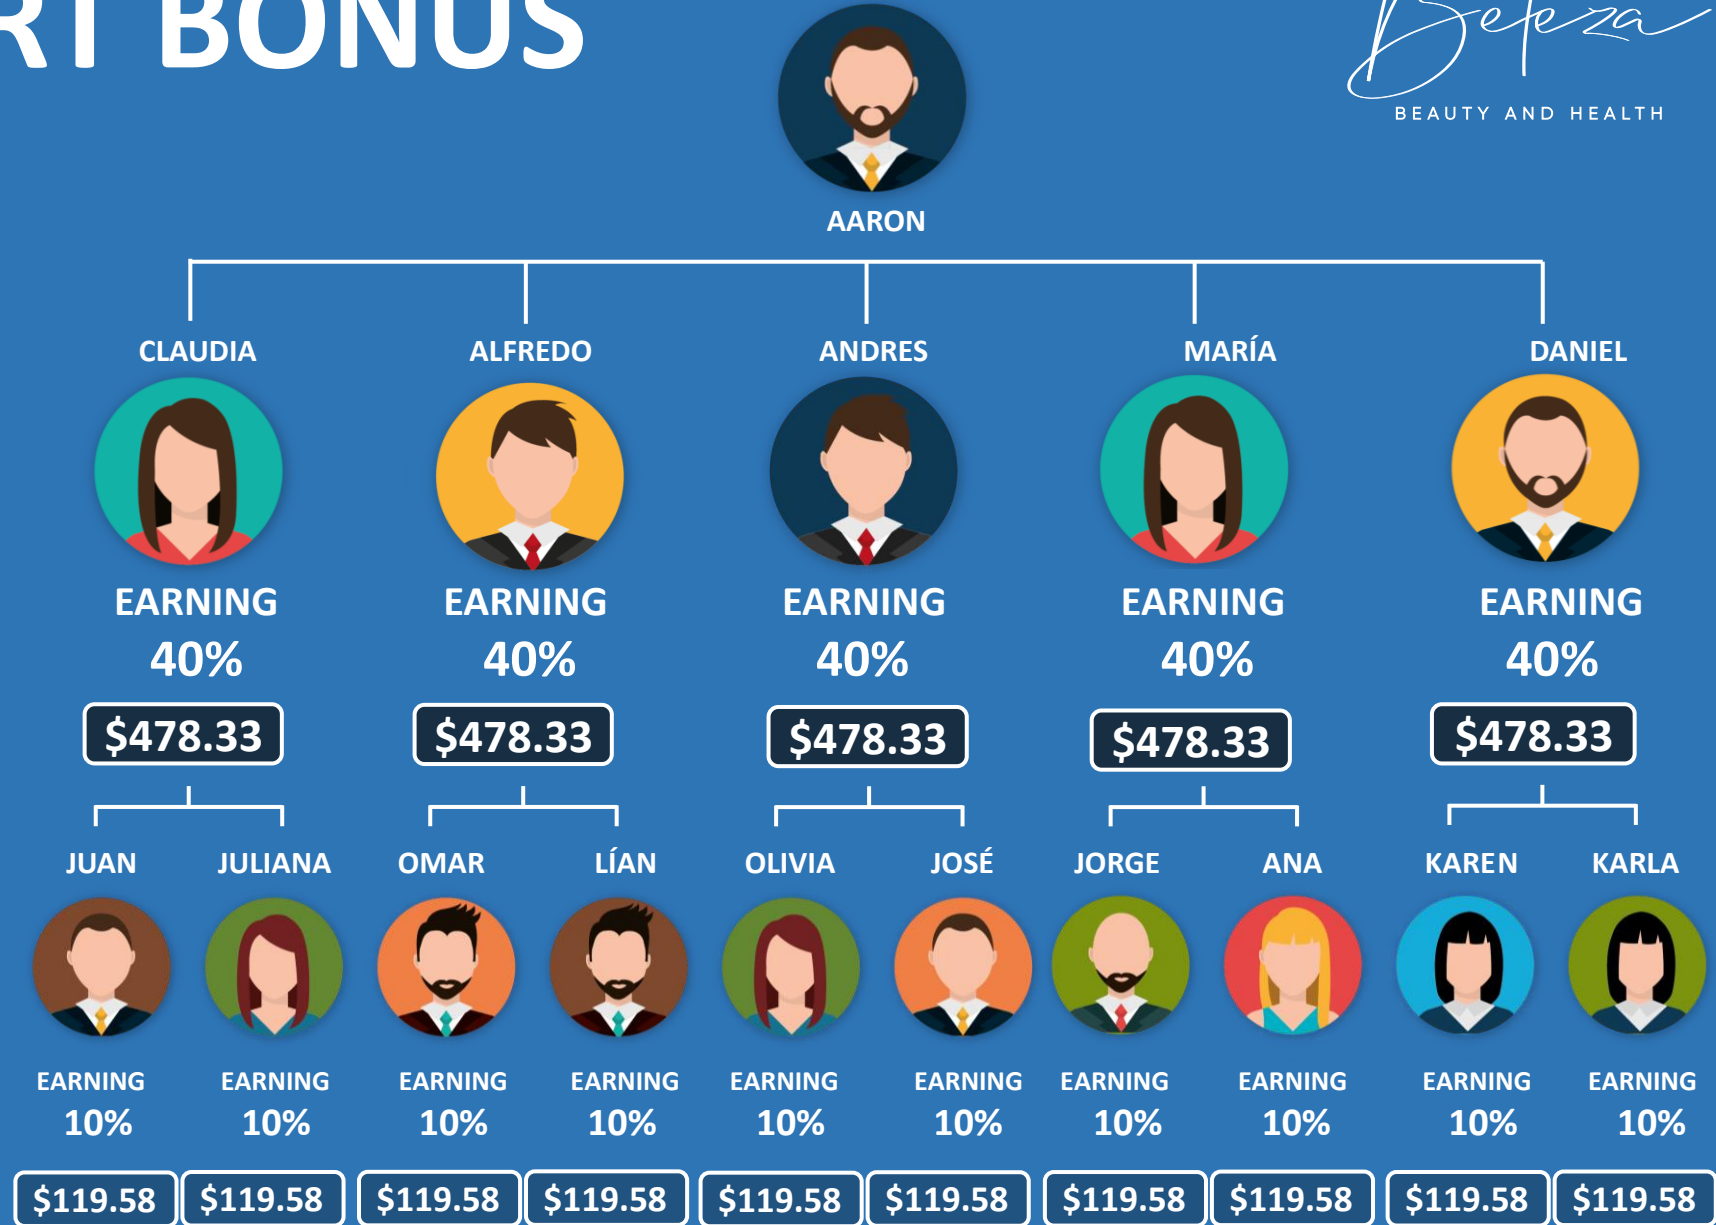 RT BONUS
Beleza
BEAUTY AND HEALTH
AARON
CLAUDIA ALFREDO ANDRES MARÍA DANIEL
EARNING EARNING EARNING EARNING EARNING
40% 40% 40% 40% 40%
$478.33 $478.33 $478.33 $478.33 $478.33
JUAN JULIANA OMAR LÍAN OLIVIA JOSÉ JORGE ANA KAREN KARLA
EARNING EARNING EARNING EARNING EARNING EARNING EARNING EARNING EARNING EARNING
10% 10% 10% 10% 10% 10% 10% 10% 10% 10%
$119.58 $119.58 $119.58 $119.58 $119.58 $119.58 $119.58 $119.58 $119.58 $119.58